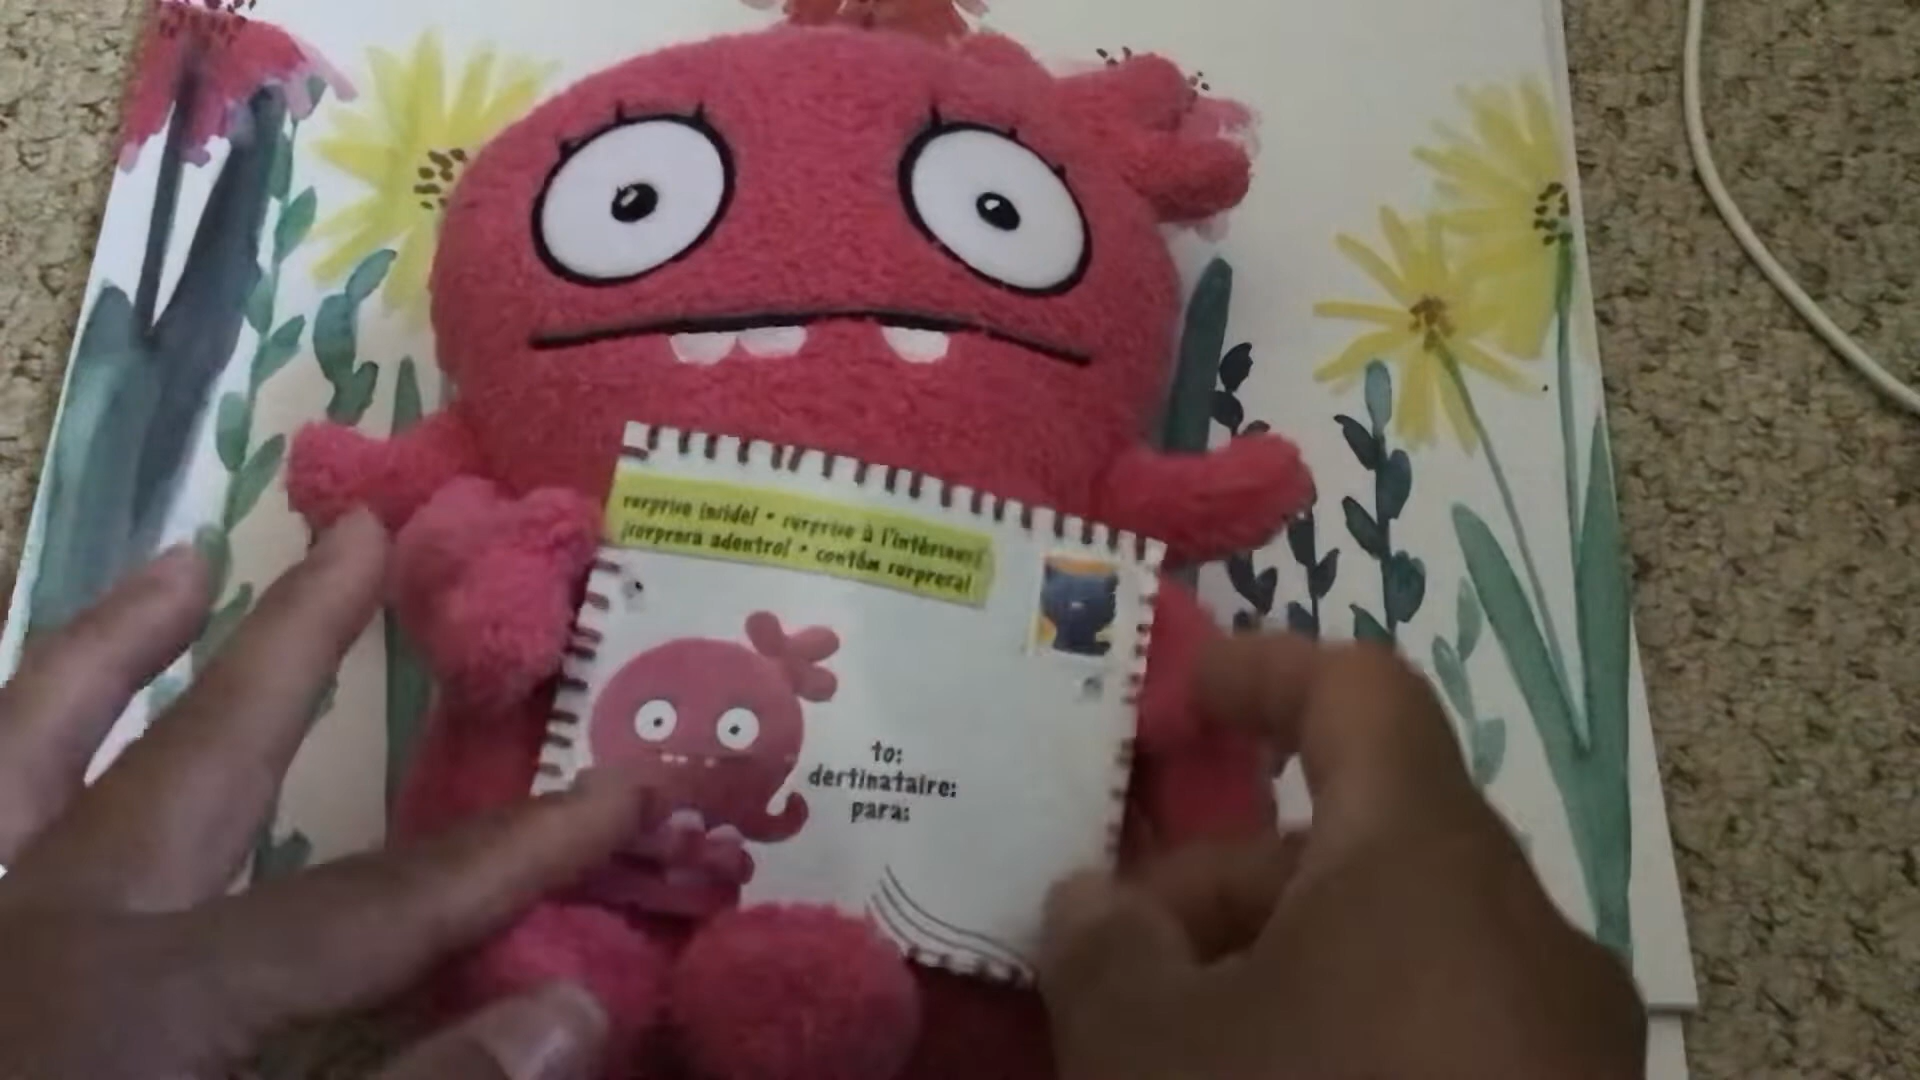 surprise inside! • surprise à l'intérieur!
¡sorpresa adentro! • contém surpresa!
to:
destinataire:
para: